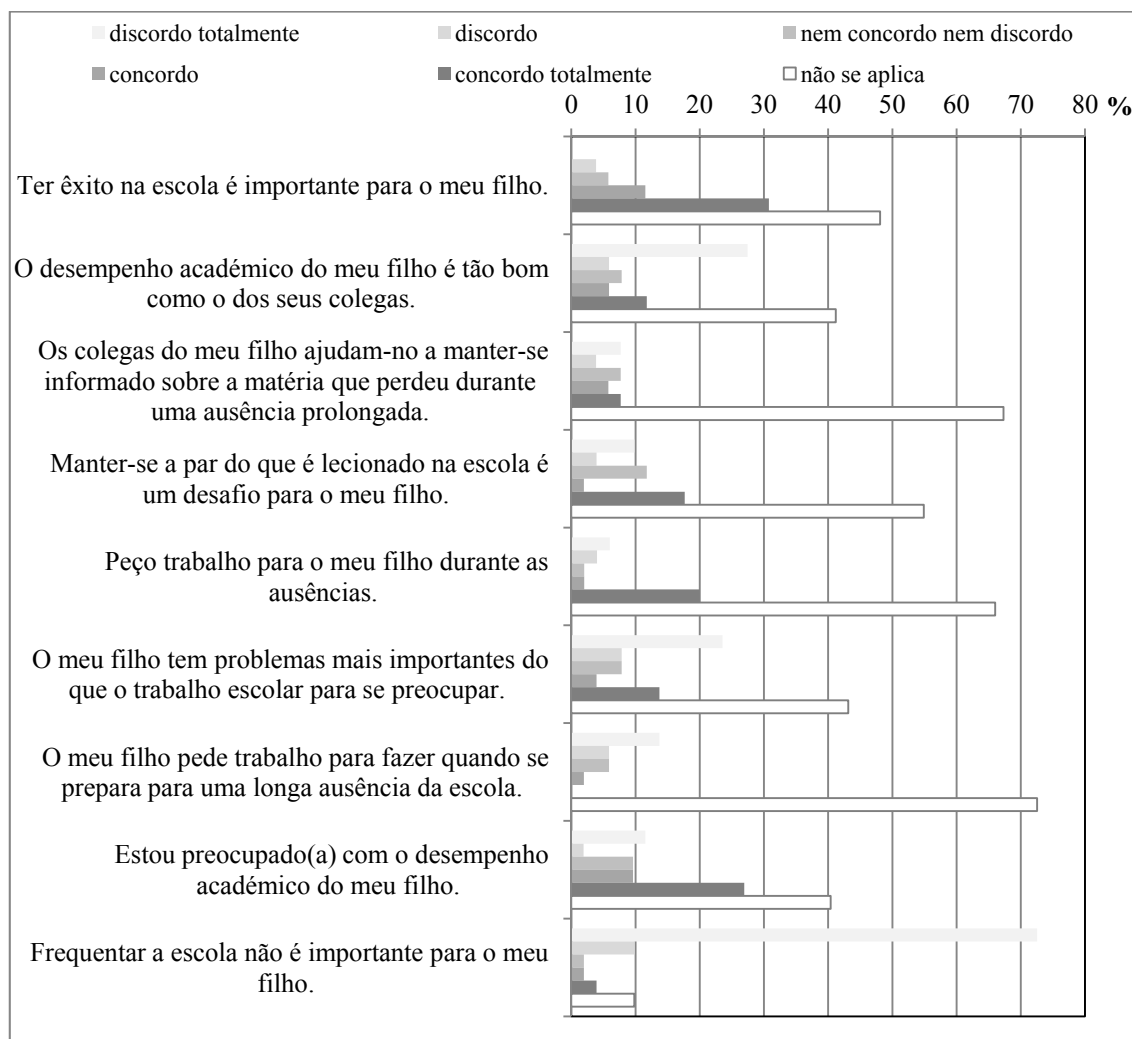 discordo totalmente
discordo
nem concordo nem discordo
concordo
concordo totalmente
não se aplica
0 10 20 30 40 50 60 70 80 %
Ter êxito na escola é importante para o meu filho.
O desempenho académico do meu filho é tão bom
como o dos seus colegas.
Os colegas do meu filho ajudam-no a manter-se
informado sobre a matéria que perdeu durante
uma ausência prolongada.
Manter-se a par do que é lecionado na escola é
um desafio para o meu filho.
Peço trabalho para o meu filho durante as
ausências.
O meu filho tem problemas mais importantes do
que o trabalho escolar para se preocupar.
O meu filho pede trabalho para fazer quando se
prepara para uma longa ausência da escola.
Estou preocupado(a) com o desempenho
académico do meu filho.
Frequentar a escola não é importante para o meu
filho.